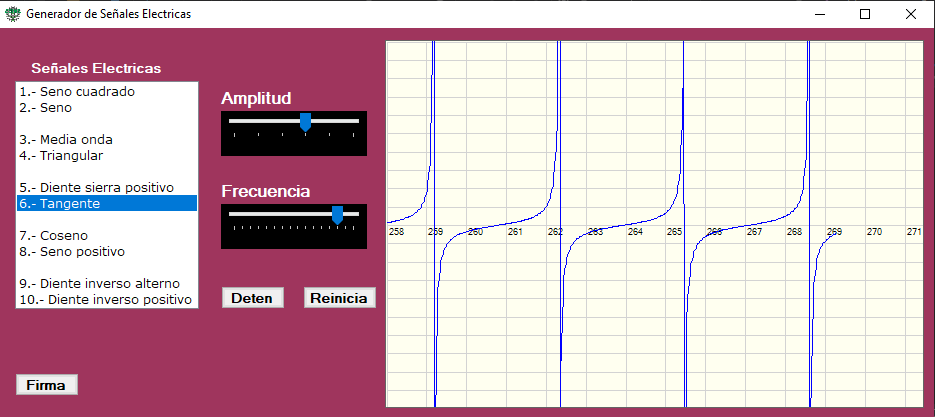 Generador de Señales Electricas
Señales Electricas
1.- Seno cuadrado
2.- Seno
3.- Media onda
4.- Triangular
5.- Diente sierra positivo
6.- Tangente
7.- Coseno
8.- Seno positivo
9.- Diente inverso alterno
10.- Diente inverso positivo
Amplitud
Frecuencia
Deten
Reinicia
Firma
258 259 260 261 262 263 264 265 266 267 268 269 270 271